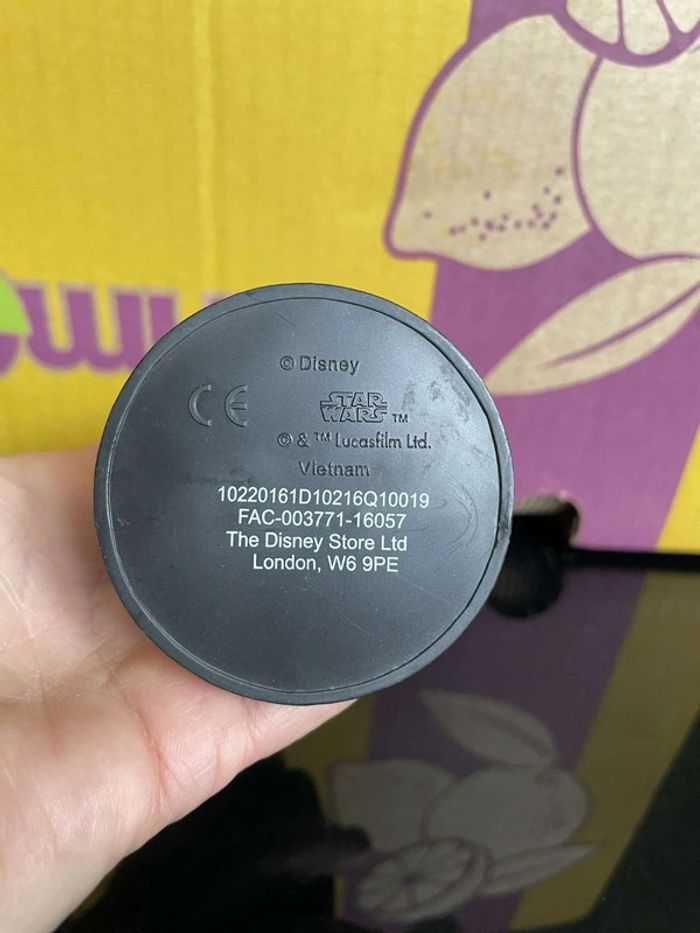 © Disney
CE
STAR
WARS ™
© & ™ Lucasfilm Ltd.
Vietnam
10220161D10216Q10019
FAC-003771-16057
The Disney Store Ltd
London, W6 9PE